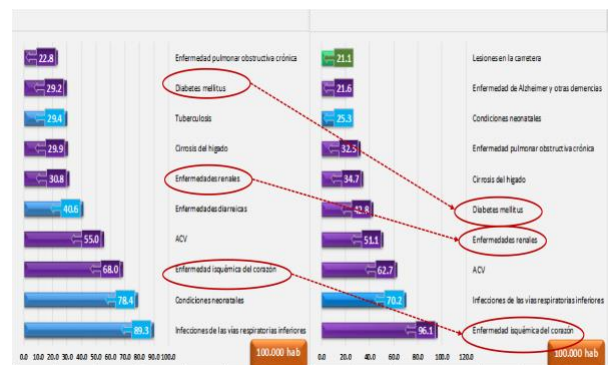 22.8 Enfermedad pulmonar obstructiva crónica
29.2 Diabetes mellitus
29.4 Tuberculosis
29.9 Cirrosis del hígado
30.8 Enfermedades renales
40.6 Enfermedades diarreicas
55.0 ACV
68.0 Enfermedad isquémica del corazón
78.4 Condiciones neonatales
89.3 Infecciones de las vías respiratorias inferiores
0.0 10.0 20.0 30.0 40.0 50.0 60.0 70.0 80.0 90.0 100.0
100.000 hab
21.1 Lesiones en la carretera
21.6 Enfermedad de Alzheimer y otras demencias
25.3 Condiciones neonatales
32.5 Enfermedad pulmonar obstructiva crónica
34.7 Cirrosis del hígado
42.8 Diabetes mellitus
51.1 Enfermedades renales
62.7 ACV
70.2 Infecciones de las vías respiratorias inferiores
96.1 Enfermedad isquémica del corazón
0.0 20.0 40.0 60.0 80.0 100.0 120.0
100.000 hab